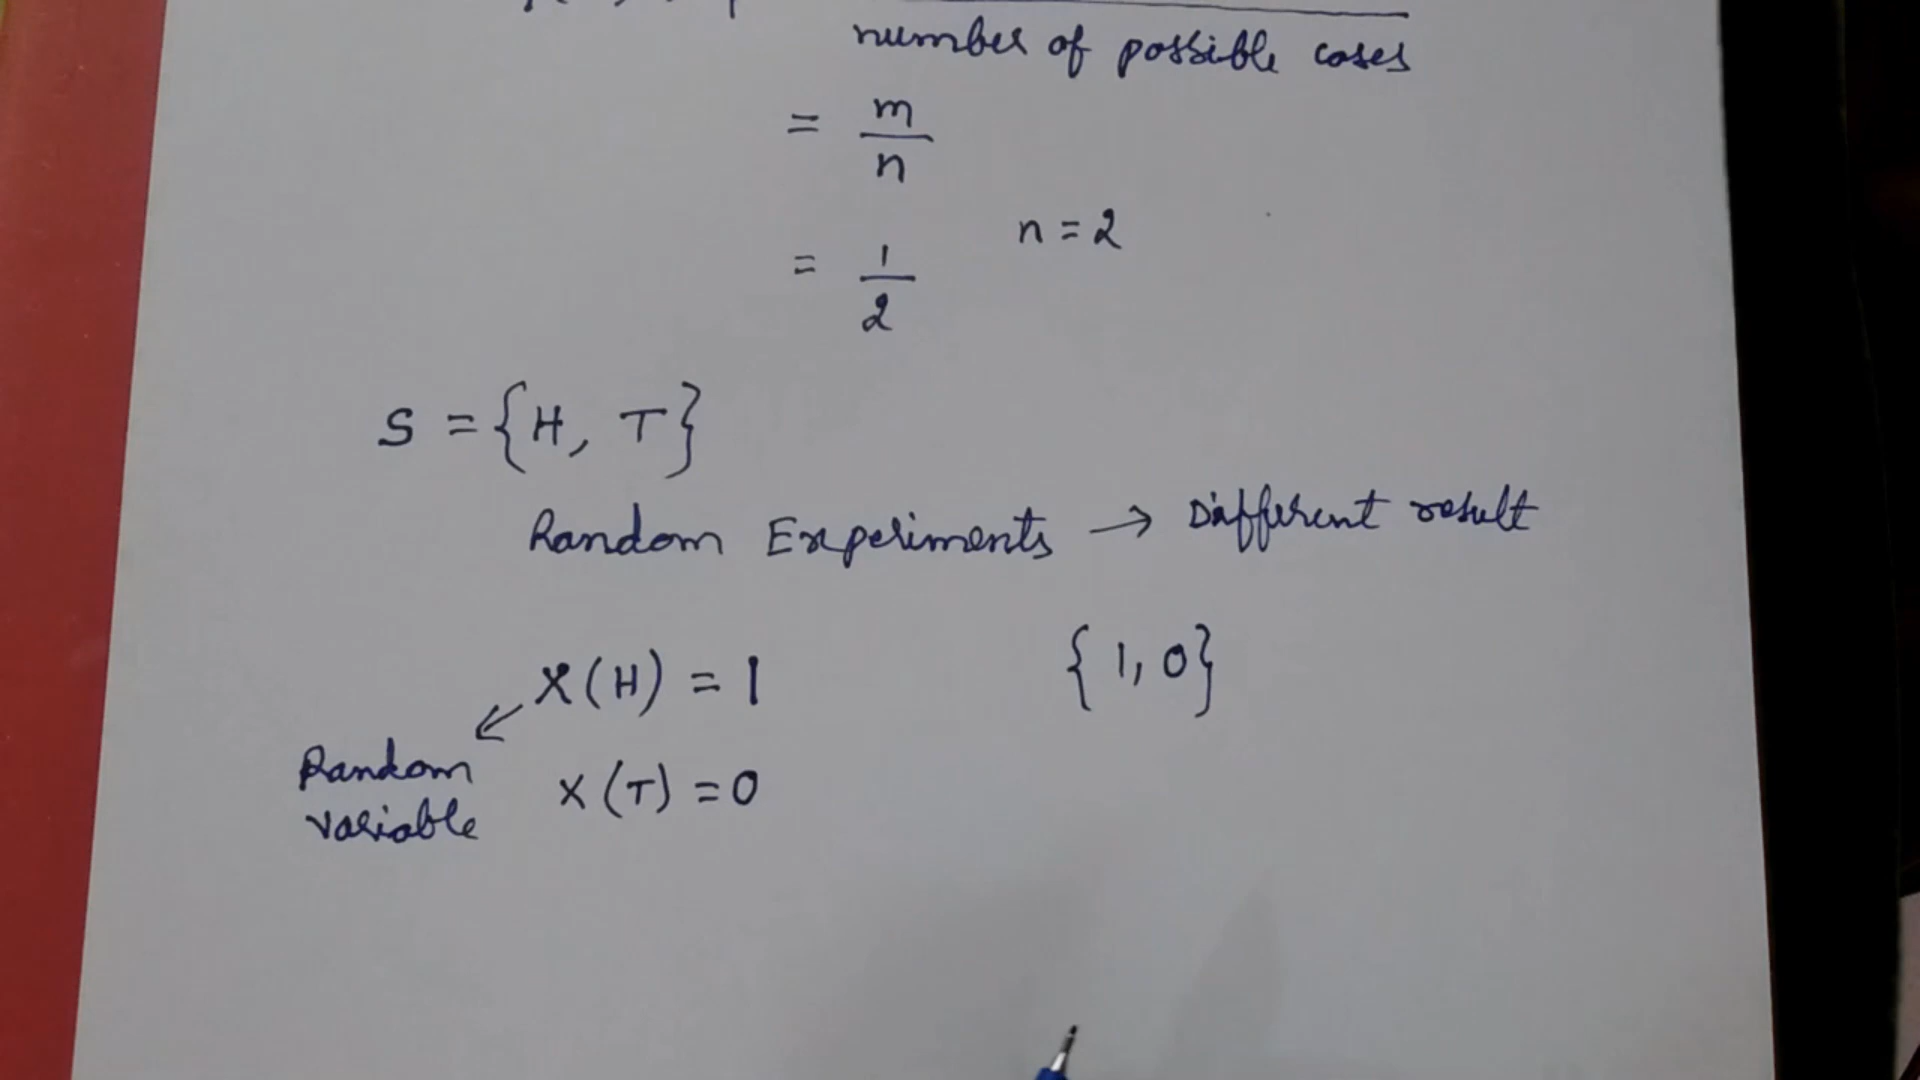 number of possible cases
= m/n
n = 2
= 1/2
S = {H, T}
Random Experiments → Different result
X(H) = 1
{1, 0}
Random
variable
X(T) = 0